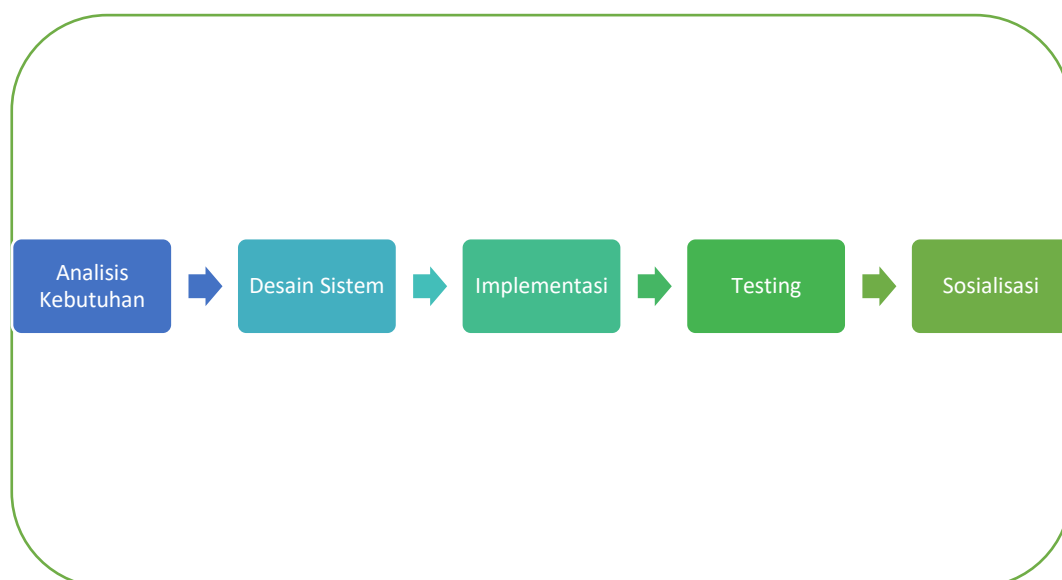 Analisis
Kebutuhan
Desain Sistem
Implementasi
Testing
Sosialisasi